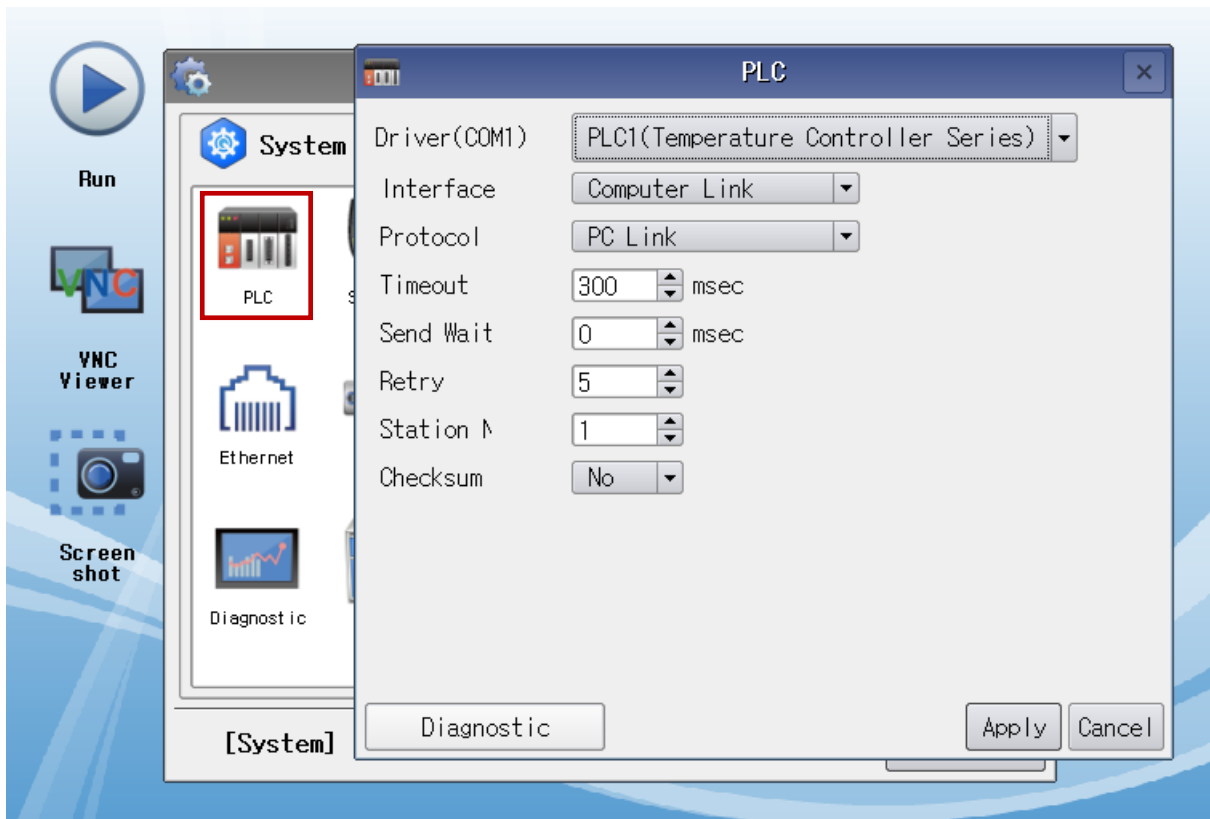 Run
VNC
VNC
Viewer
Screen
shot
System
PLC
Ethernet
Diagnostic
[System]
PLC
Driver(COM1) PLC1(Temperature Controller Series)
Interface Computer Link
Protocol PC Link
Timeout 300 msec
Send Wait 0 msec
Retry 5
Station 1
Checksum No
Diagnostic Apply Cancel